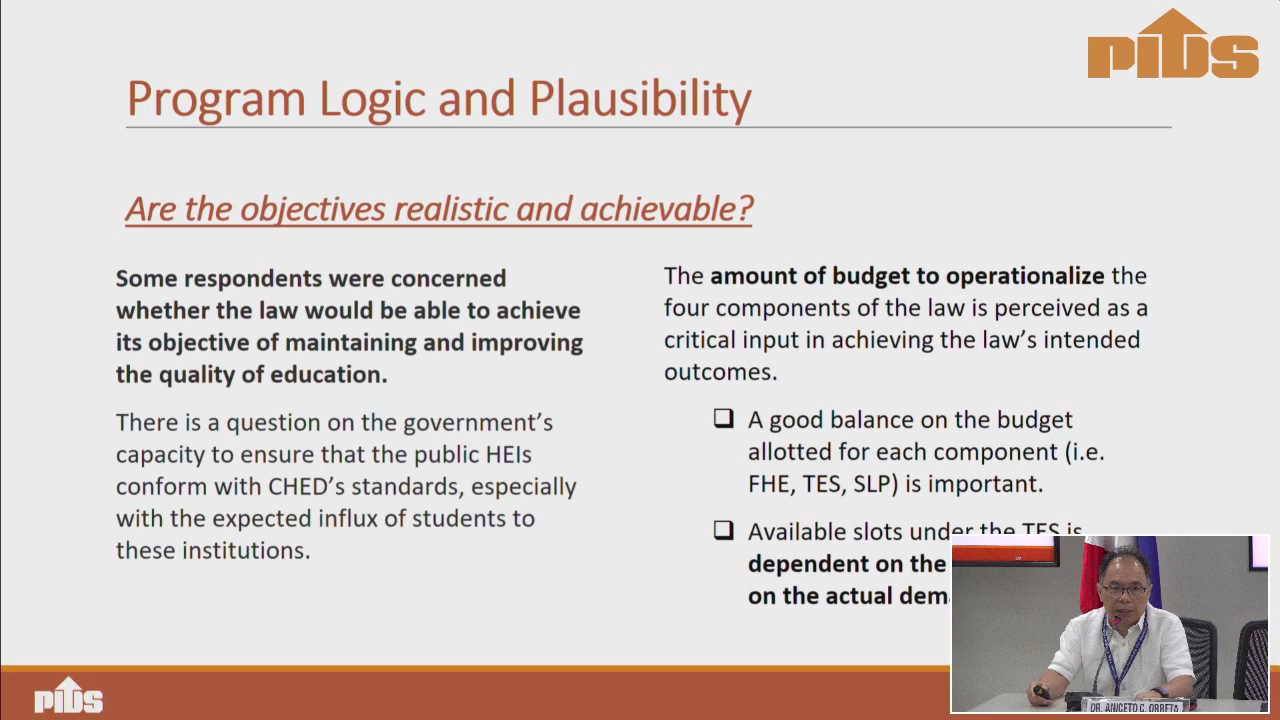 PIDS
Program Logic and Plausibility
Are the objectives realistic and achievable?
Some respondents were concerned
whether the law would be able to achieve
its objective of maintaining and improving
the quality of education.
There is a question on the government's
capacity to ensure that the public HEIs
conform with CHED's standards, especially
with the expected influx of students to
these institutions.
The amount of budget to operationalize the
four components of the law is perceived as a
critical input in achieving the law's intended
outcomes.
❑ A good balance on the budget
allotted for each component (i.e.
FHE, TES, SLP) is important.
❑ Available slots under the TES is
dependent on the
on the actual dem
DR. ANICETO C. ORBETA
PIDS